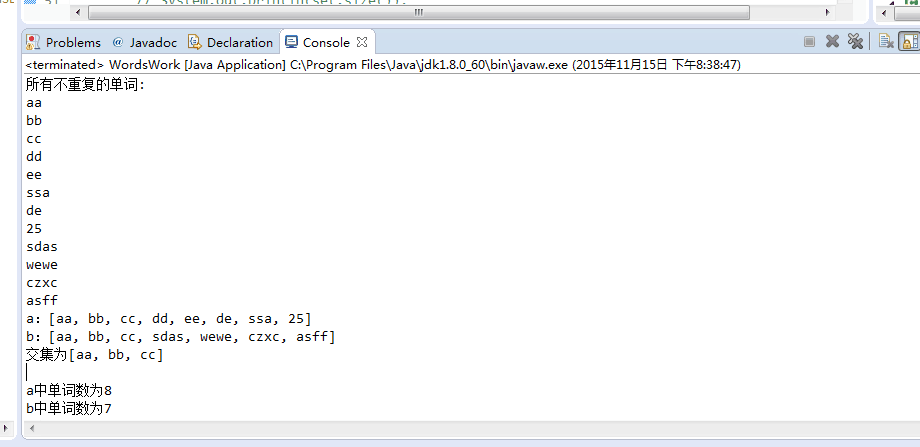 Problems @ Javadoc Declaration Console
<terminated> WordsWork [Java Application] C:\Program Files\Java\jdk1.8.0_60\bin\javaw.exe (2015年11月15日 下午8:38:47)
所有不重复的单词:
aa
bb
cc
dd
ee
ssa
de
25
sdas
wewe
czxc
asff
a: [aa, bb, cc, dd, ee, de, ssa, 25]
b: [aa, bb, cc, sdas, wewe, czxc, asff]
交集为[aa, bb, cc]
a中单词数为8
b中单词数为7